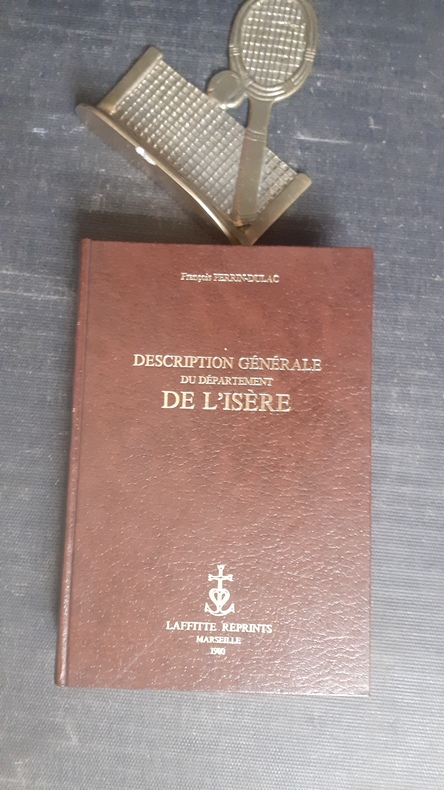 François PERRIN-DULAC
DESCRIPTION GÉNÉRALE
DU DÉPARTEMENT
DE L'ISÈRE
LAFFITTE REPRINTS
MARSEILLE
1980